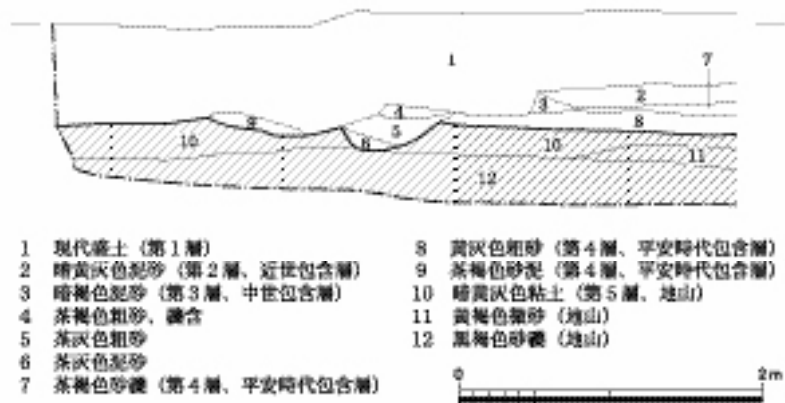 1
7
2
3
4
8
9
5
10
6
10
11
12
1 現代盛土（第1層）
2 暗黄灰色泥砂（第2層、近世包含層）
3 暗褐色泥砂（第3層、中世包含層）
4 茶褐色粗砂、礫含
5 茶灰色粗砂
6 茶灰色泥砂
7 茶褐色砂礫（第4層、平安時代包含層）
8 黄灰色粗砂（第4層、平安時代包含層）
9 茶褐色砂泥（第4層、平安時代包含層）
10 暗黄灰色粘土（第5層、地山）
11 黄褐色微砂（地山）
12 黒褐色砂礫（地山）
0 2m